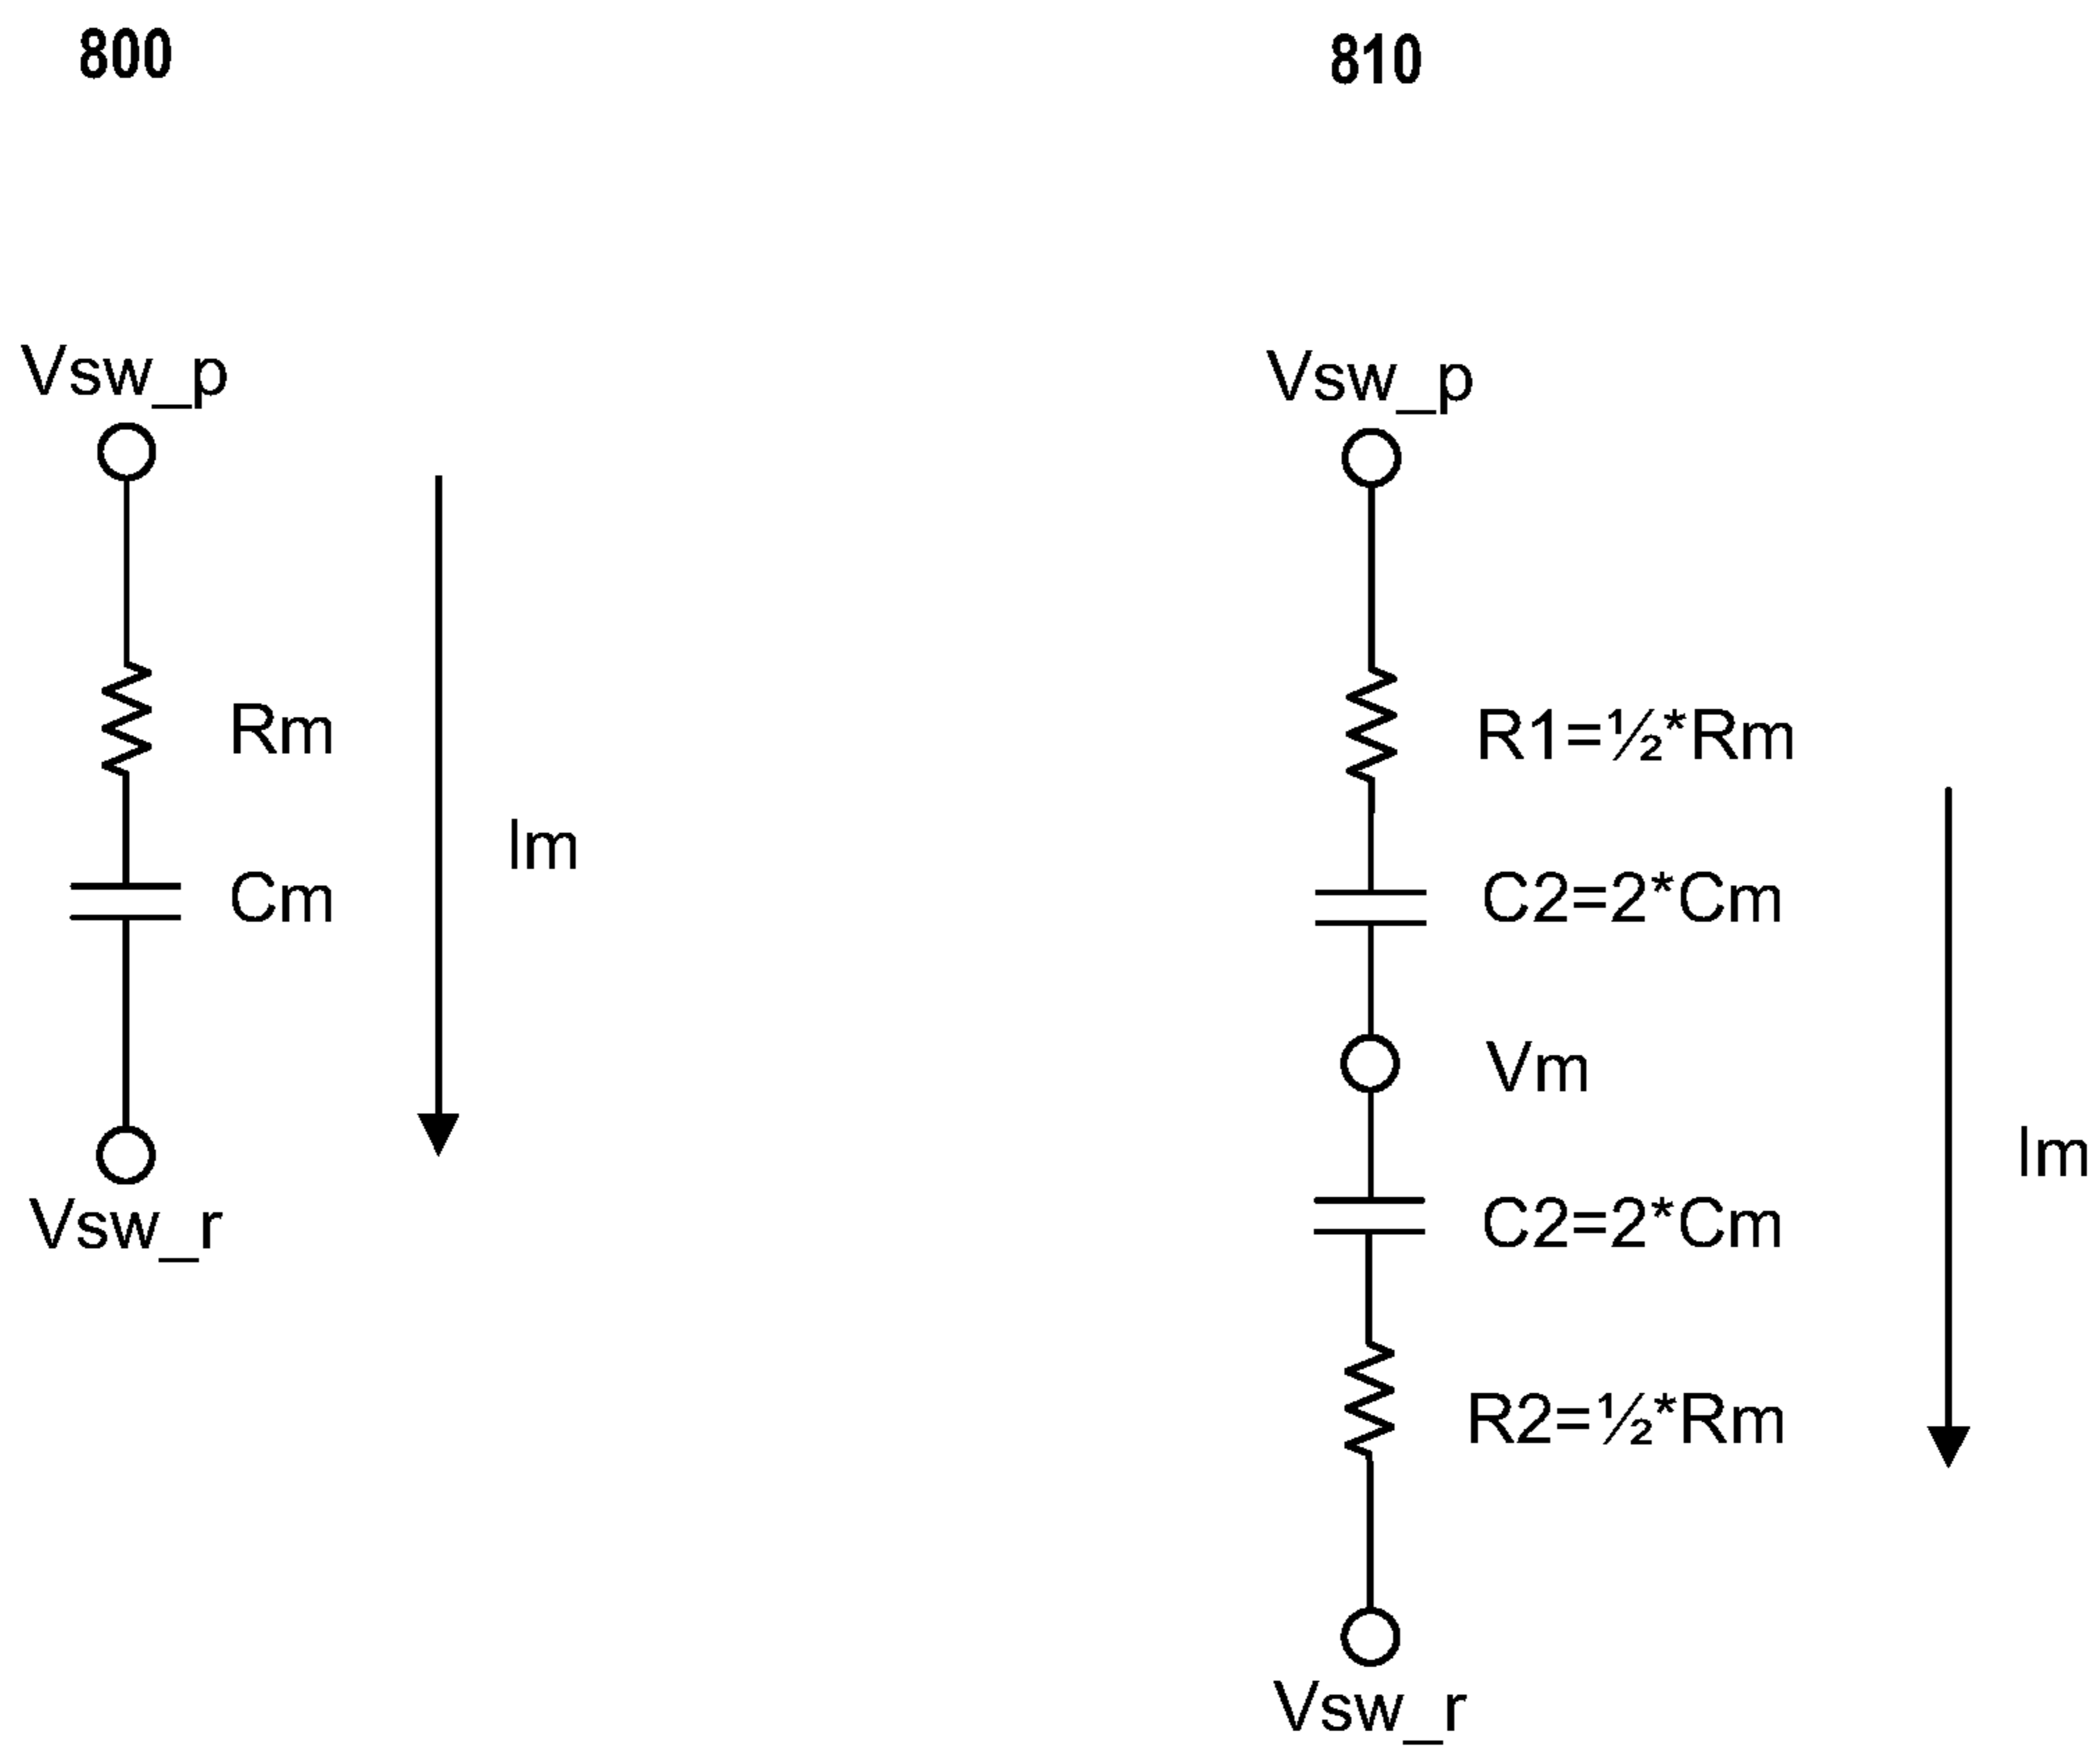 800
Vsw_p
Rm
Im
Cm
Vsw_r
810
Vsw_p
R1=½*Rm
C2=2*Cm
Vm
Im
C2=2*Cm
R2=½*Rm
Vsw_r